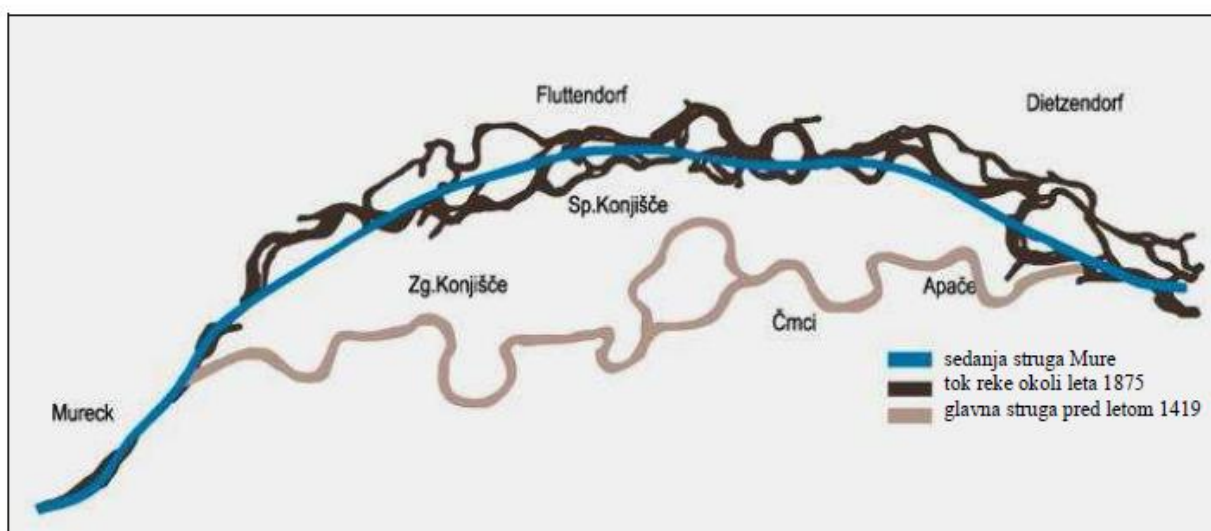 Fluttendorf
Dietzendorf
Sp.Konjišče
Zg.Konjišče
Apače
Črnci
Mureck
sedanja struga Mure
tok reke okoli leta 1875
glavna struga pred letom 1419